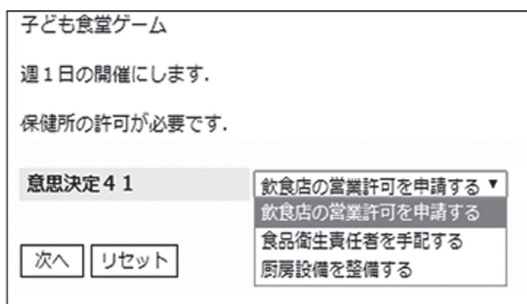 子ども食堂ゲーム
週1日の開催にします.
保健所の許可が必要です.
意思決定41
飲食店の営業許可を申請する ▼
飲食店の営業許可を申請する
食品衛生責任者を手配する
厨房設備を整備する
次へ リセット